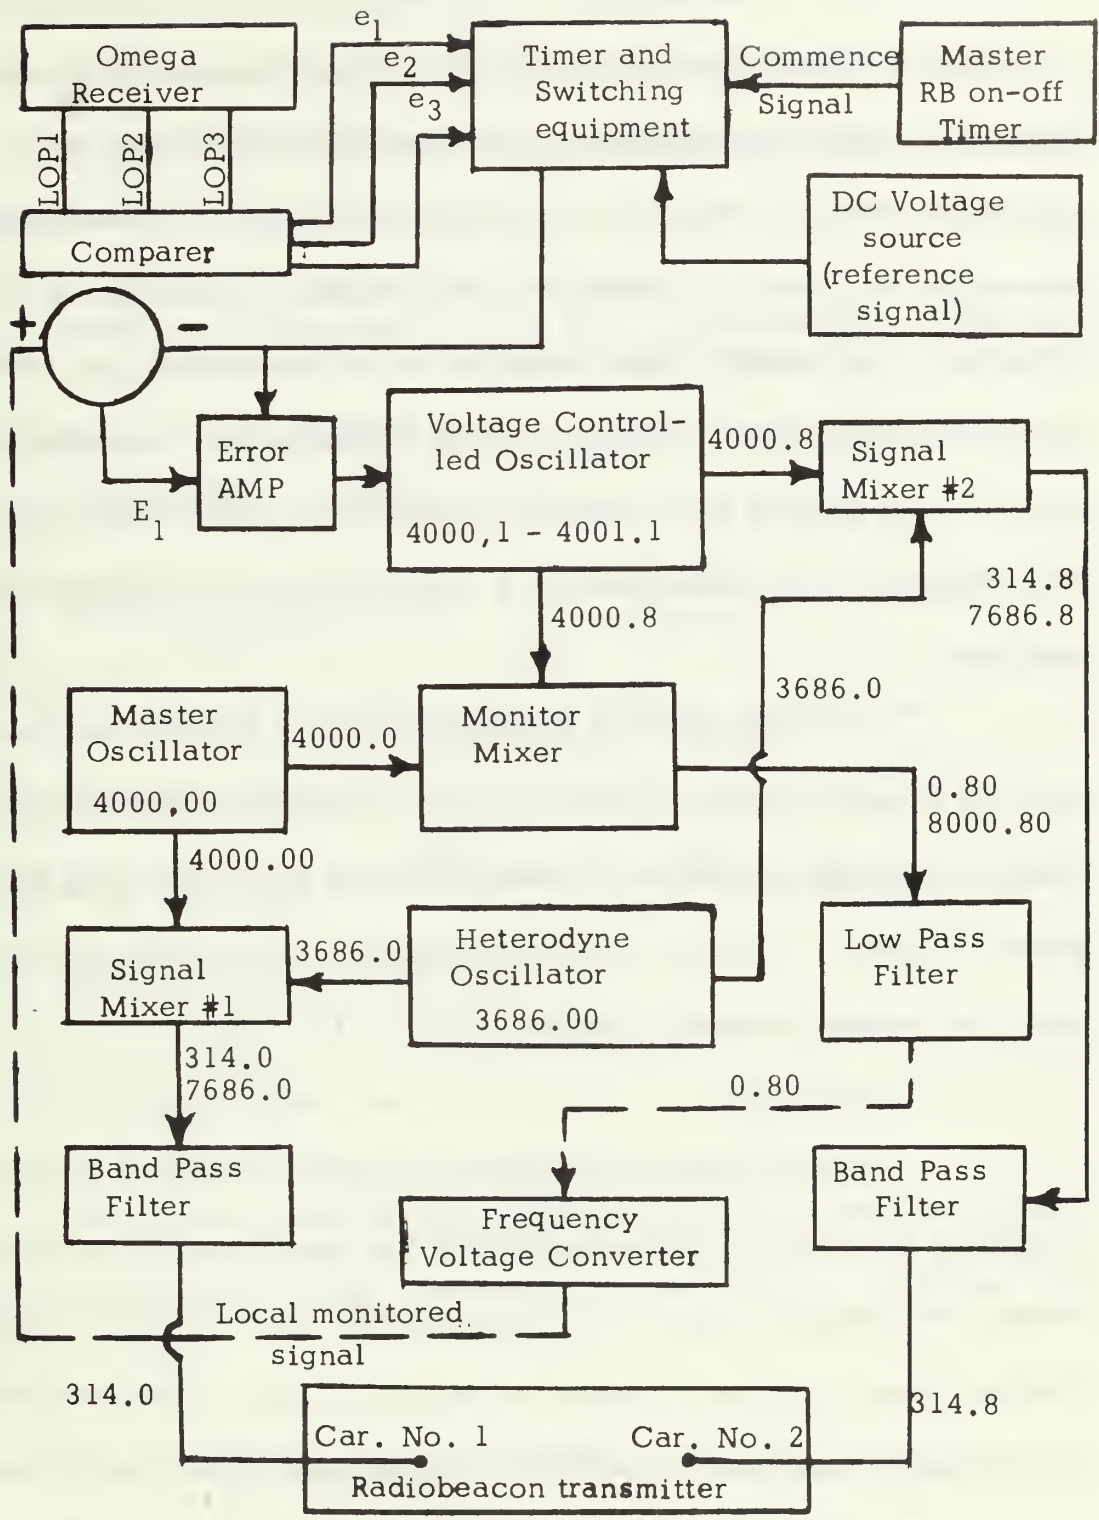 Omega
Receiver
LOP1
LOP2
LOP3
Comparer
e1
e2
e3
Timer and
Switching
equipment
Commence
Signal
Master
RB on-off
Timer
DC Voltage
source
(reference
signal)
+
−
E1
Error
AMP
Voltage Control-
led Oscillator
4000,1 - 4001.1
4000.8
Signal
Mixer #2
314.8
7686.8
4000.8
3686.0
Master
Oscillator
4000,00
4000.0
Monitor
Mixer
0.80
8000.80
4000.00
Signal
Mixer #1
3686.0
Heterodyne
Oscillator
3686.00
Low Pass
Filter
314.0
7686.0
0.80
Band Pass
Filter
Frequency
Voltage Converter
Band Pass
Filter
Local monitored
signal
314.0
314.8
Car. No. 1
Car. No. 2
Radiobeacon transmitter